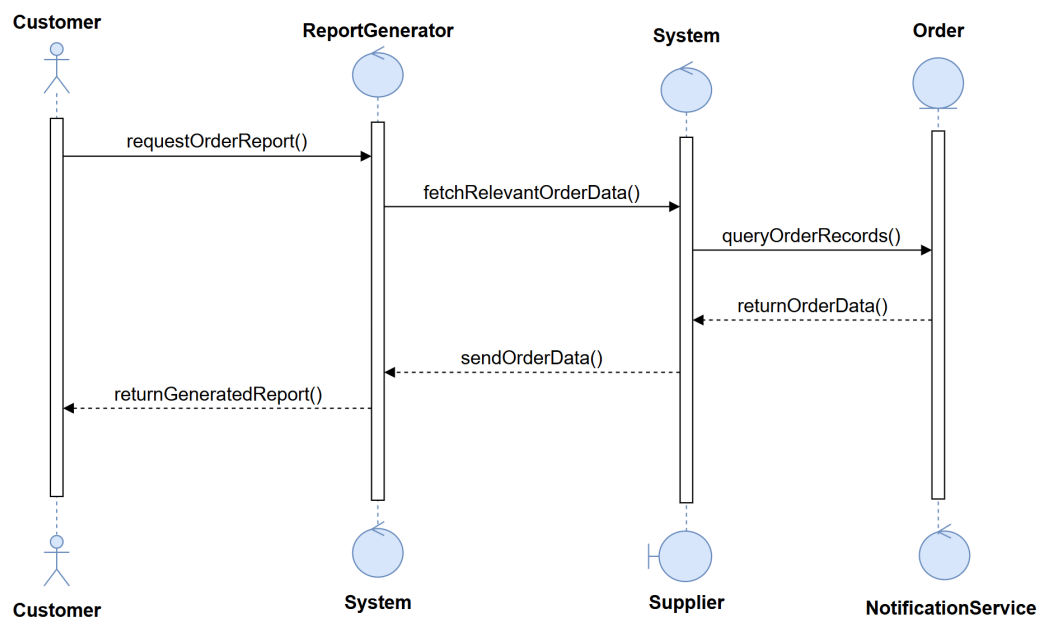 Customer
ReportGenerator
System
Order
requestOrderReport()
fetchRelevantOrderData()
queryOrderRecords()
returnOrderData()
sendOrderData()
returnGeneratedReport()
Customer
System
Supplier
NotificationService